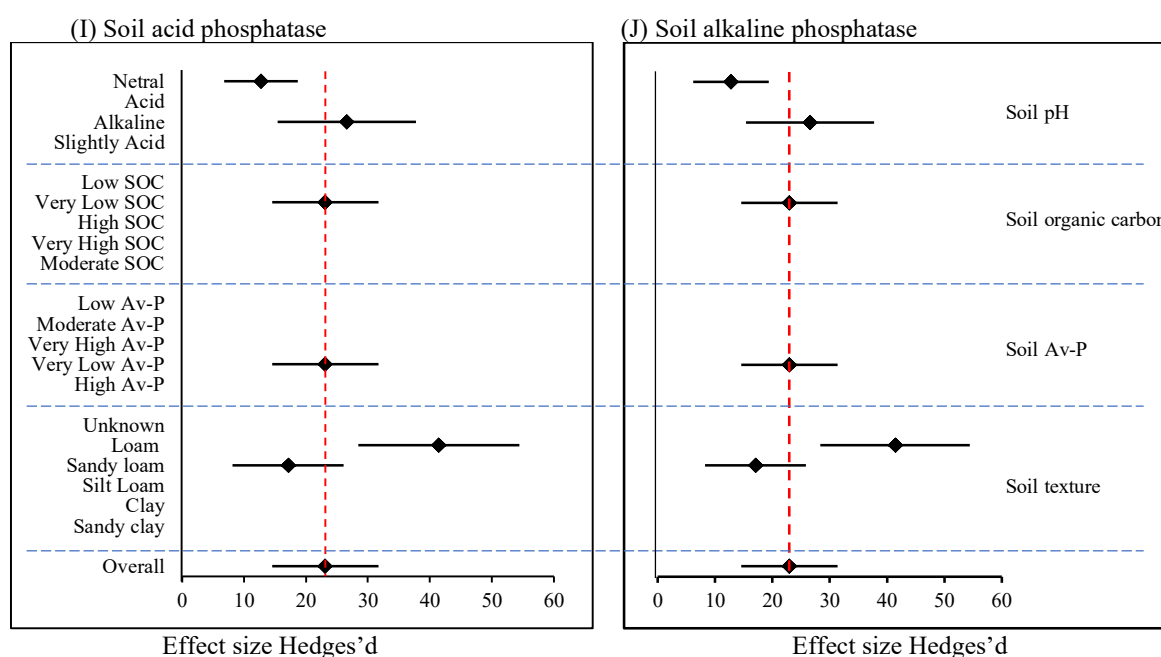 (I) Soil acid phosphatase
(J) Soil alkaline phosphatase
Netral
Acid
Alkaline
Slightly Acid
Soil pH
Low SOC
Very Low SOC
High SOC
Very High SOC
Moderate SOC
Soil organic carbon
Low Av-P
Moderate Av-P
Very High Av-P
Very Low Av-P
High Av-P
Soil Av-P
Unknown
Loam
Sandy loam
Silt Loam
Clay
Sandy clay
Soil texture
Overall
0 10 20 30 40 50 60
0 10 20 30 40 50 60
Effect size Hedges’d
Effect size Hedges’d